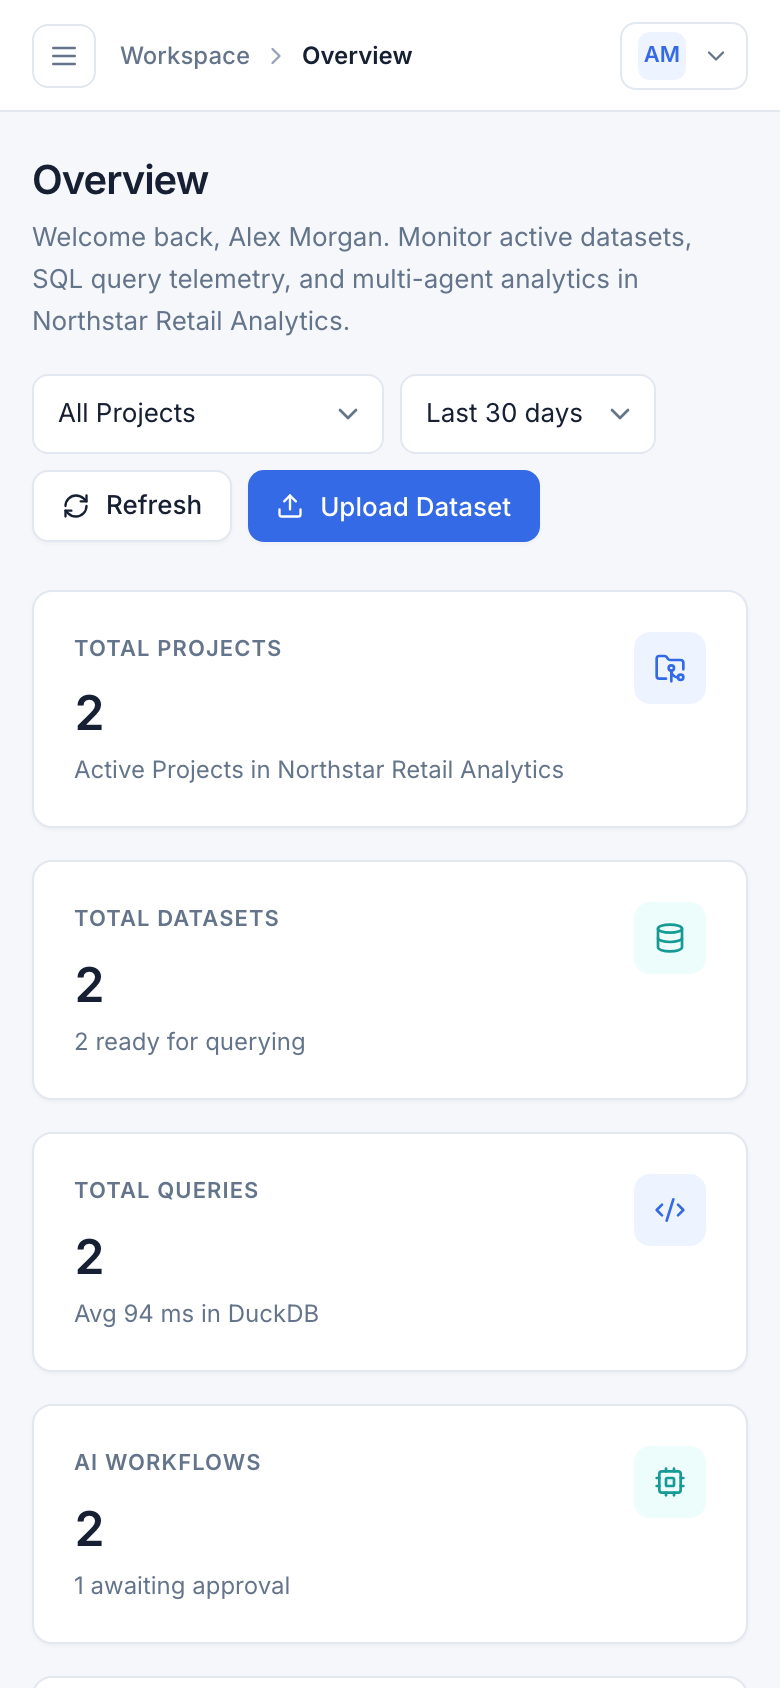 Workspace > Overview
AM
Overview
Welcome back, Alex Morgan. Monitor active datasets,
SQL query telemetry, and multi-agent analytics in
Northstar Retail Analytics.
All Projects
Last 30 days
Refresh
Upload Dataset
TOTAL PROJECTS
2
Active Projects in Northstar Retail Analytics
TOTAL DATASETS
2
2 ready for querying
TOTAL QUERIES
2
Avg 94 ms in DuckDB
AI WORKFLOWS
2
1 awaiting approval